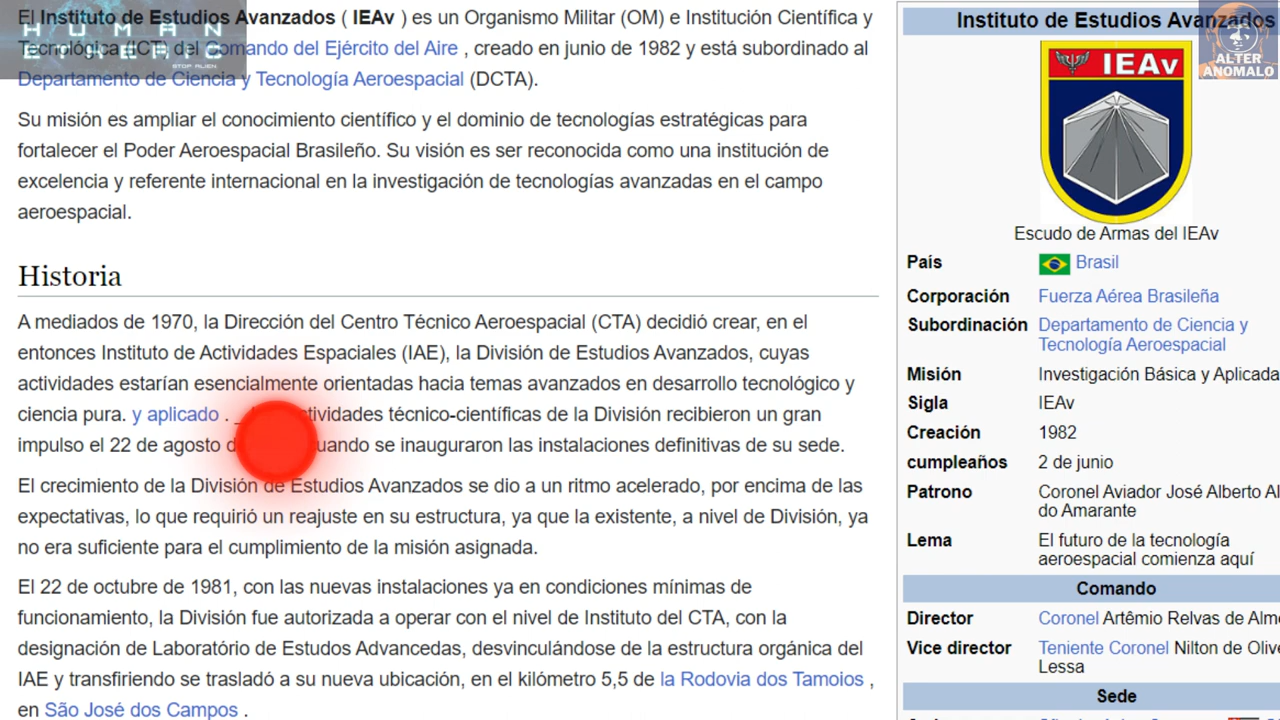 El Instituto de Estudios Avanzados ( IEAv ) es un Organismo Militar (OM) e Institución Científica y
Tecnológica (ICT) del Comando del Ejército del Aire , creado en junio de 1982 y está subordinado al
Departamento de Ciencia y Tecnología Aeroespacial (DCTA).
HUMAN
ETHERIC
STOP ALIEN
Su misión es ampliar el conocimiento científico y el dominio de tecnologías estratégicas para
fortalecer el Poder Aeroespacial Brasileño. Su visión es ser reconocida como una institución de
excelencia y referente internacional en la investigación de tecnologías avanzadas en el campo
aeroespacial.
Historia
A mediados de 1970, la Dirección del Centro Técnico Aeroespacial (CTA) decidió crear, en el
entonces Instituto de Actividades Espaciales (IAE), la División de Estudios Avanzados, cuyas
actividades estarían esencialmente orientadas hacia temas avanzados en desarrollo tecnológico y
ciencia pura. y aplicado . _ técnico-científicas de la División recibieron un gran
impulso el 22 de agosto se inauguraron las instalaciones definitivas de su sede.
El crecimiento de la División de Estudios Avanzados se dio a un ritmo acelerado, por encima de las
expectativas, lo que requirió un reajuste en su estructura, ya que la existente, a nivel de División, ya
no era suficiente para el cumplimiento de la misión asignada.
El 22 de octubre de 1981, con las nuevas instalaciones ya en condiciones mínimas de
funcionamiento, la División fue autorizada a operar con el nivel de Instituto del CTA, con la
designación de Laboratório de Estudos Advancedas, desvinculándose de la estructura orgánica del
IAE y transfiriendo se trasladó a su nueva ubicación, en el kilómetro 5,5 de la Rodovia dos Tamoios ,
en São José dos Campos .
Instituto de Estudios Avanzados
ALTER
ANOMALO
IEAv
Escudo de Armas del IEAv
País Brasil
Corporación Fuerza Aérea Brasileña
Subordinación Departamento de Ciencia y
Tecnología Aeroespacial
Misión Investigación Básica y Aplicada
Sigla IEAv
Creación 1982
cumpleaños 2 de junio
Patrono Coronel Aviador José Alberto Al
do Amarante
Lema El futuro de la tecnología
aeroespacial comienza aquí
Comando
Director Coronel Artêmio Relvas de Alm
Vice director Teniente Coronel Nilton de Olive
Lessa
Sede